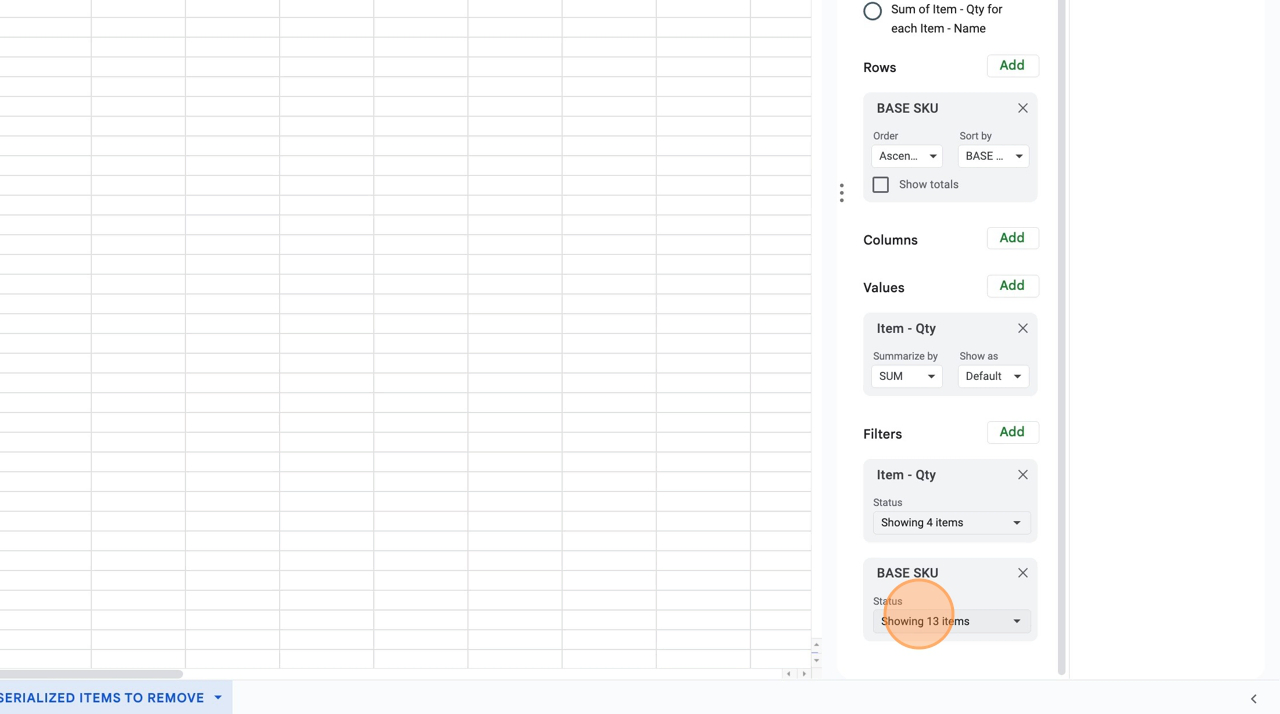 Sum of Item - Qty for
each Item - Name
Rows
Add
BASE SKU
Order
Sort by
Ascen...
BASE ...
Show totals
Columns
Add
Values
Add
Item - Qty
Summarize by
Show as
SUM
Default
Filters
Add
Item - Qty
Status
Showing 4 items
BASE SKU
Status
Showing 13 items
SERIALIZED ITEMS TO REMOVE